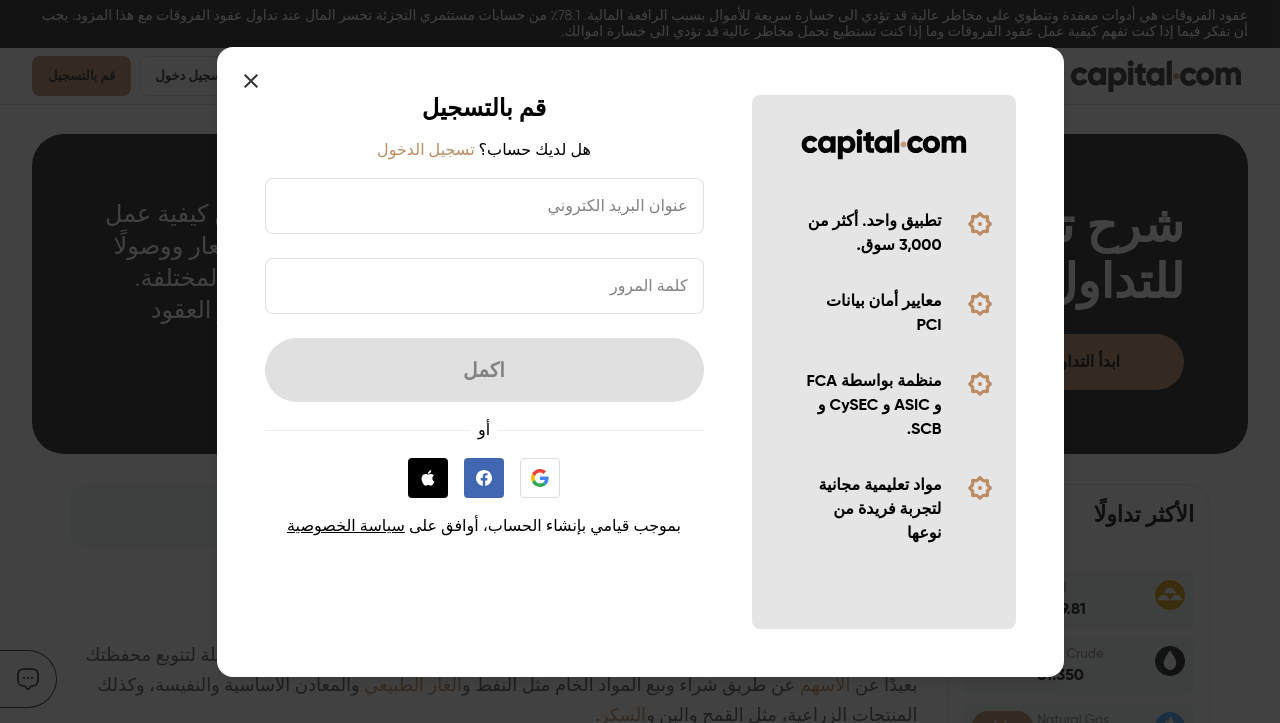 عقود الفروقات هي أدوات معقدة وتنطوي على مخاطر عالية قد تؤدي الى خسارة سريعة للأموال بسبب الرافعة المالية. 78.1٪ من حسابات مستثمري التجزئة تخسر المال عند تداول عقود الفروقات مع هذا المزود. يجب
أن تفكر فيما إذا كنت تفهم كيفية عمل عقود الفروقات وما إذا كنت تستطيع تحمل مخاطر عالية قد تؤدي الى خسارة اموالك.
capital.com
تسجيل دخول
قم بالتسجيل
capital.com
تطبيق واحد. أكثر من
3,000 سوق.
معايير أمان بيانات
PCI
منظمة بواسطة FCA
و ASIC و CySEC و
SCB.
مواد تعليمية مجانية
لتجربة فريدة من
نوعها
قم بالتسجيل
هل لديك حساب؟ تسجيل الدخول
عنوان البريد الكتروني
كلمة المرور
اكمل
أو
بموجب قيامي بإنشاء الحساب، أوافق على سياسة الخصوصية
شرح
للتداول
ابدأ التداول
كيفية عمل
ووصولًا
المختلفة.
العقود
الأكثر تداولًا
9.81
Crude
Natural Gas
لتنويع محفظتك
بعيدًا عن الأسهم عن طريق شراء وبيع المواد الخام مثل النفط والغاز الطبيعي والمعادن الأساسية والنفيسة، وكذلك
المنتجات الزراعية، مثل القمح والبن والسكر.